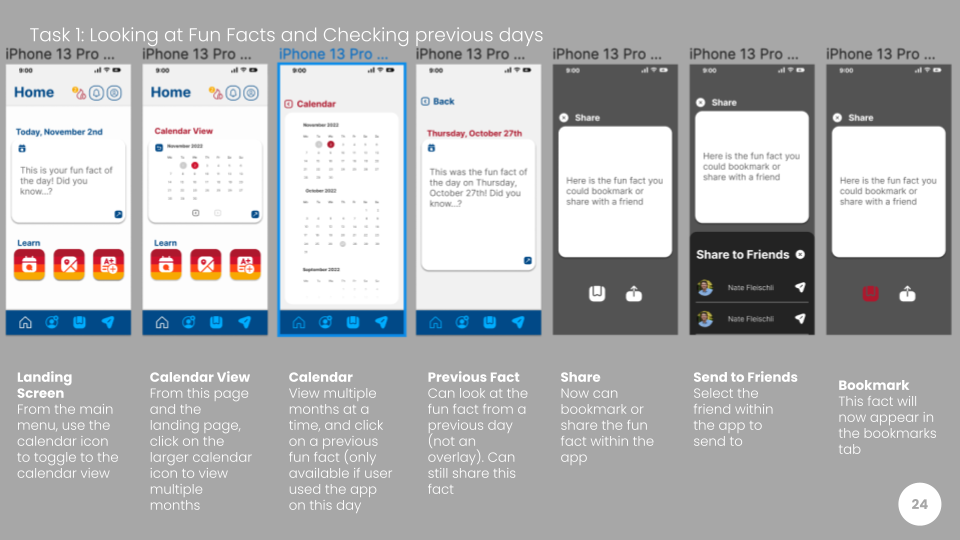 Task 1: Looking at Fun Facts and Checking previous days
iPhone 13 Pro ...
9:00
Home
Today, November 2nd
This is your fun fact of
the day! Did you
know...?
Learn
iPhone 13 Pro ...
9:00
Home
Calendar View
November 2022
Learn
iPhone 13 Pro ...
9:00
Calendar
November 2022
October 2022
September 2022
iPhone 13 Pro ...
9:00
Back
Thursday, October 27th
This was the fun fact of
the day on Thursday,
October 27th! Did you
know...?
iPhone 13 Pro ...
9:00
Share
Here is the fun fact you
could bookmark or
share with a friend
iPhone 13 Pro ...
9:00
Share
Here is the fun fact you
could bookmark or
share with a friend
Share to Friends
Nate Fleischli
Nate Fleischli
iPhone 13 Pro ...
9:00
Share
Here is the fun fact you
could bookmark or
share with a friend
Landing
Screen
From the main
menu, use the
calendar icon
to toggle to the
calendar view
Calendar View
From this page
and the
landing page,
click on the
larger calendar
icon to view
multiple
months
Calendar
View multiple
months at a
time, and click
on a previous
fun fact (only
available if user
used the app
on this day
Previous Fact
Can look at the
fun fact from a
previous day
(not an
overlay). Can
still share this
fact
Share
Now can
bookmark or
share the fun
fact within the
app
Send to Friends
Select the
friend within
the app to
send to
Bookmark
This fact will
now appear in
the bookmarks
tab
24